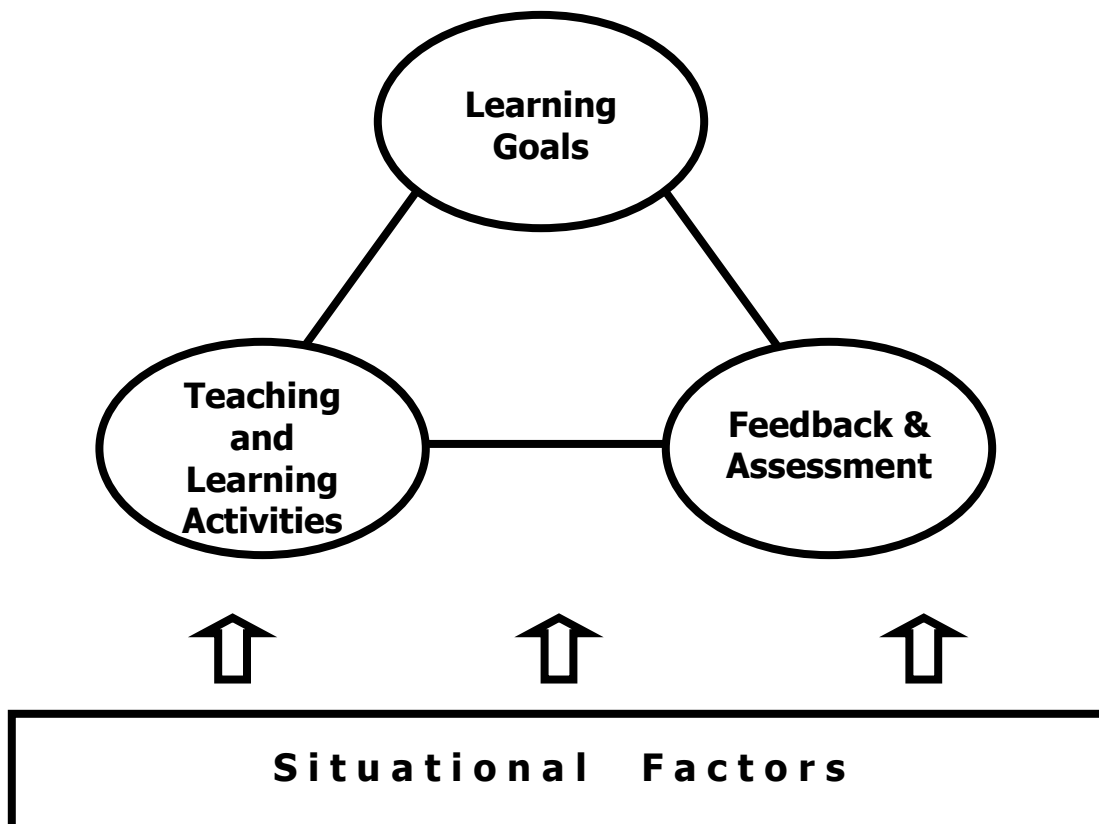 Learning
Goals
Teaching
and
Learning
Activities
Feedback &
Assessment
Situational Factors